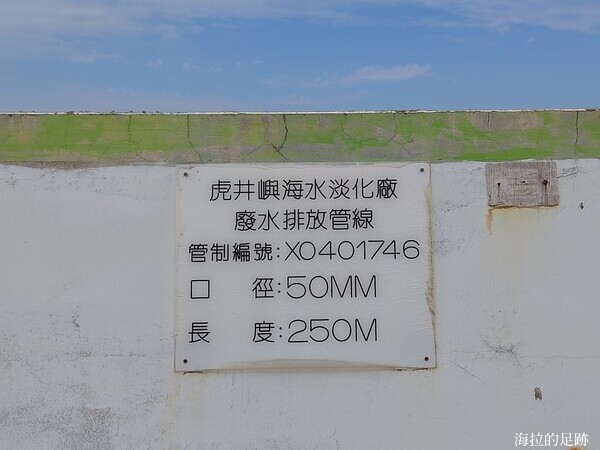 虎井嶼海水淡化廠
廢水排放管線
管制編號:X0401746
口　　徑:50MM
長　　度:250M
海拉的足跡